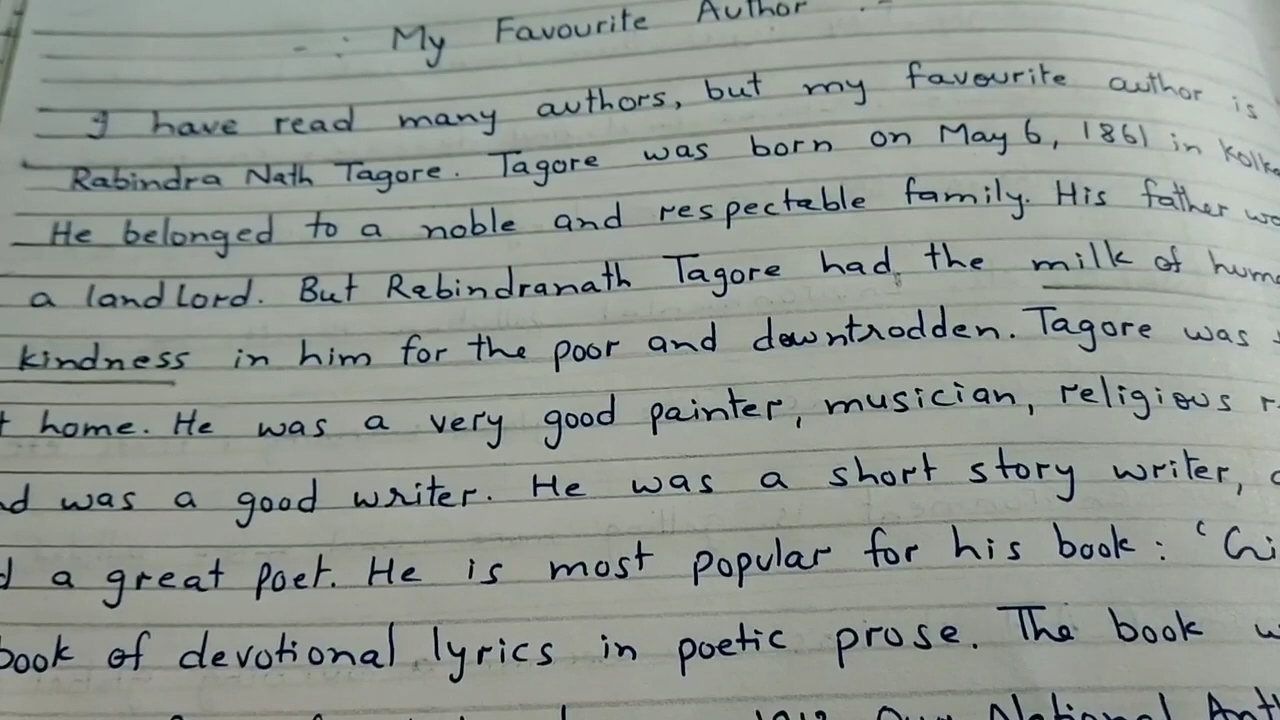 -: My Favourite Author :-
I have read many authors, but my favourite author is
Rabindra Nath Tagore. Tagore was born on May 6, 1861 in
He belonged to a noble and respectable family. His father
a landlord. But Rabindranath Tagore had the milk of
kindness in him for the poor and downtrodden. Tagore was
home. He was a very good painter, musician, religious
was a good writer. He was a short story writer,
a great poet. He is most popular for his book :
book of devotional lyrics in poetic prose. The book
Our National